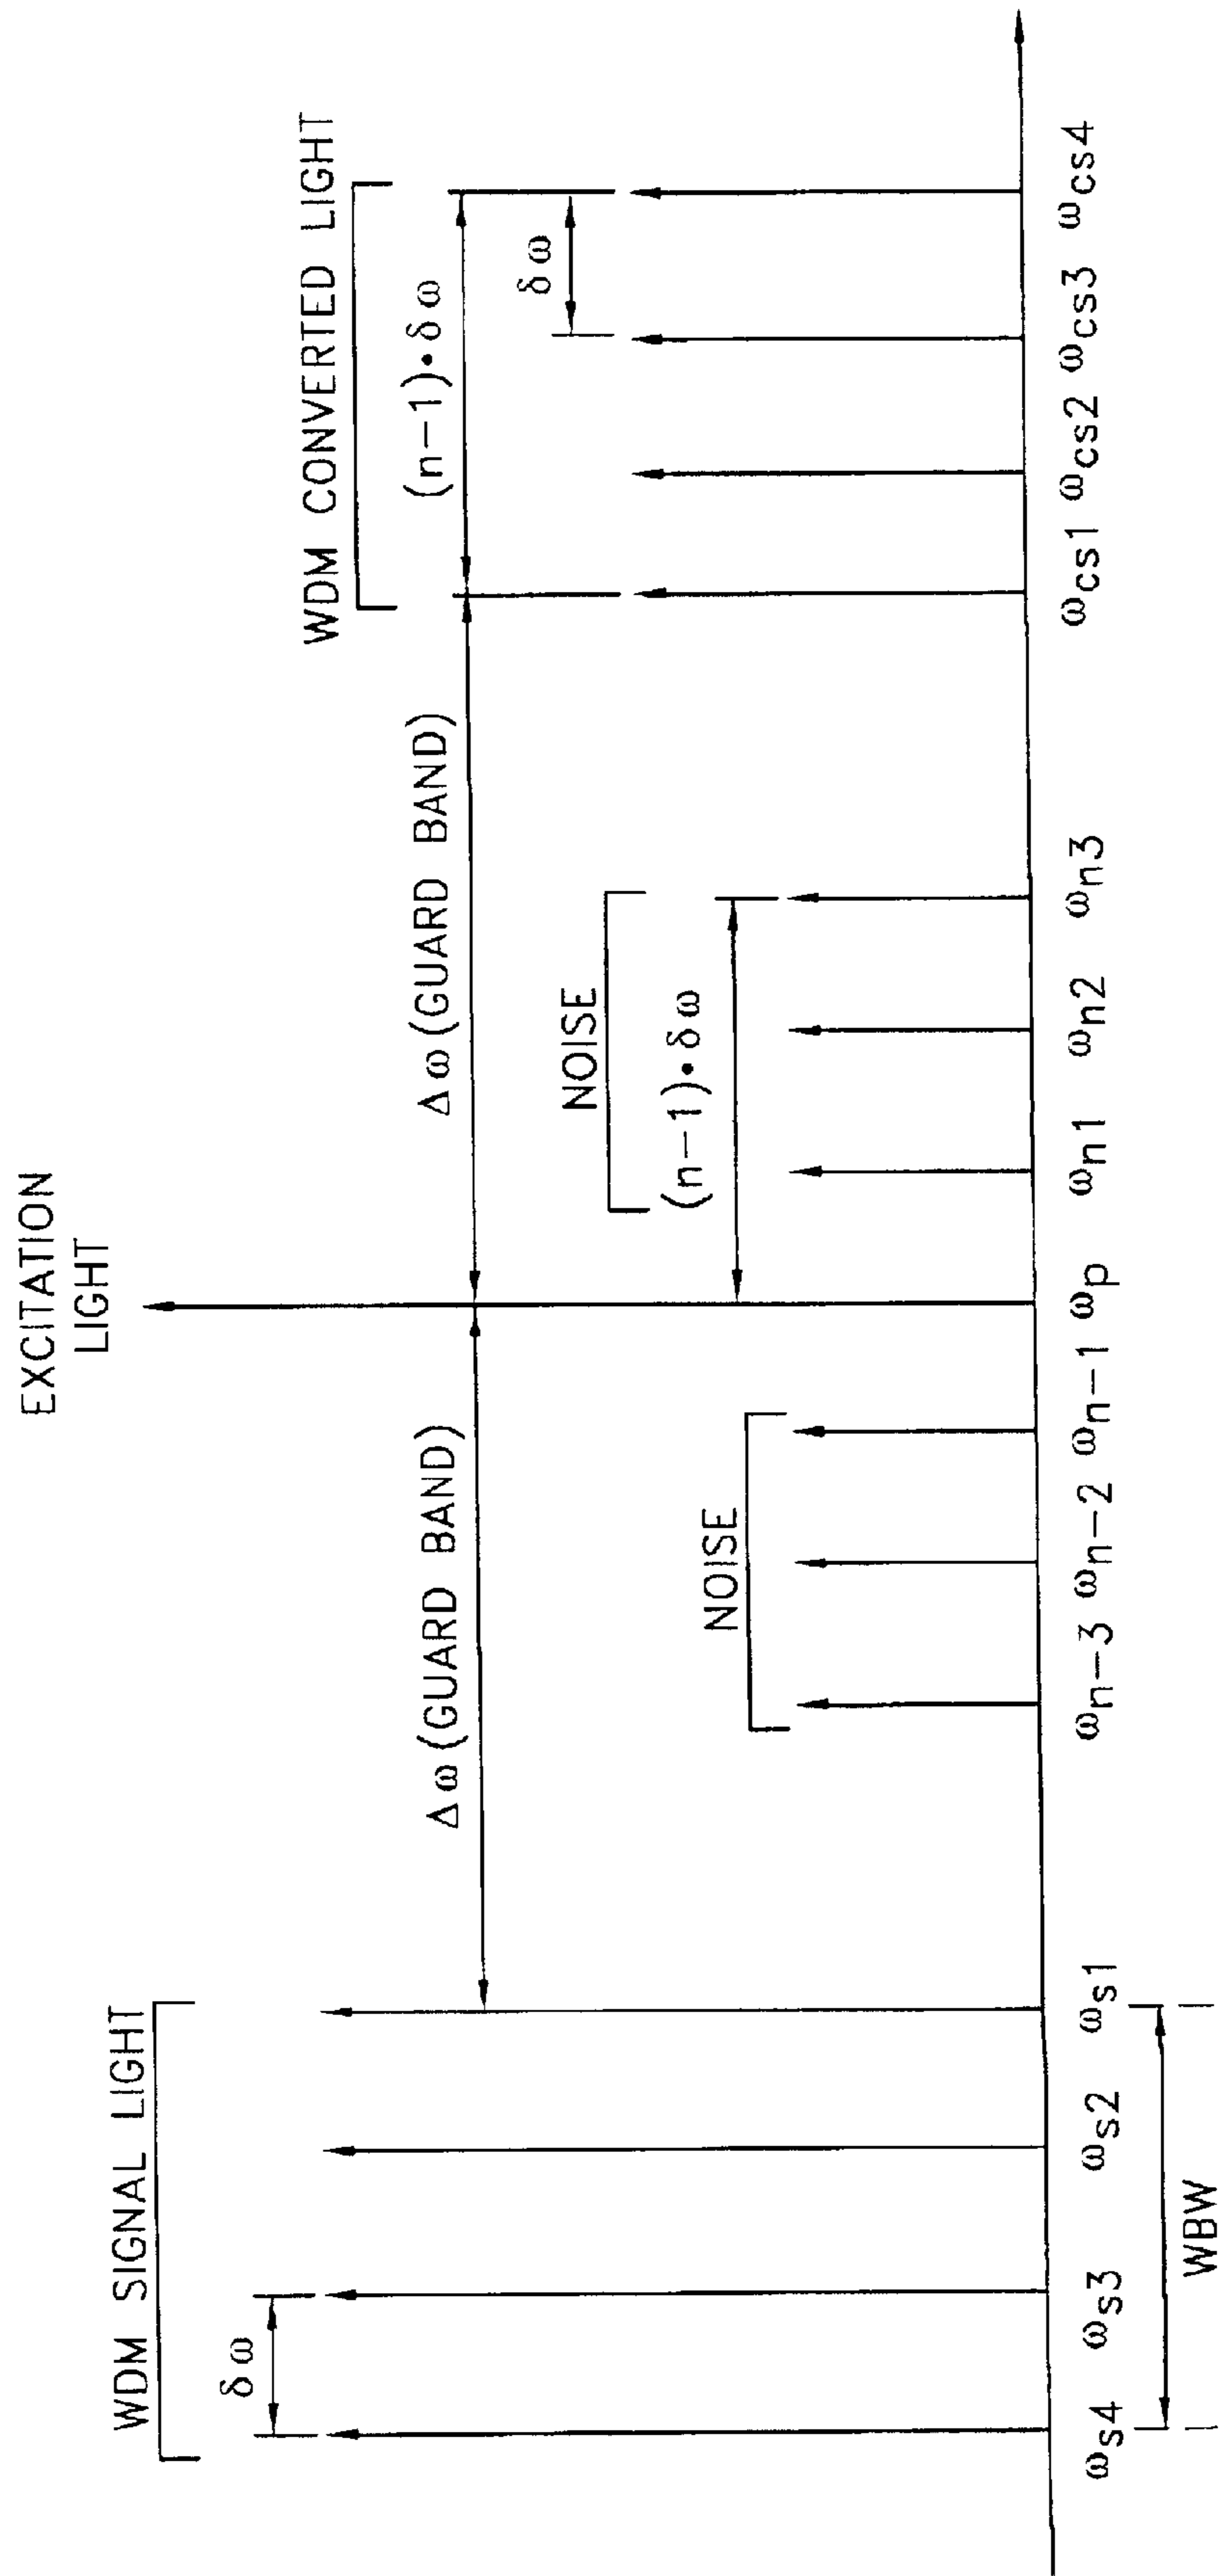 EXCITATION
LIGHT
WDM SIGNAL LIGHT
WDM CONVERTED LIGHT
δω
Δω(GUARD BAND)
Δω(GUARD BAND)
(n−1)•δω
δω
NOISE
NOISE
(n−1)•δω
ωs4 ωs3 ωs2 ωs1 ωn−3 ωn−2 ωn−1 ωp ωn1 ωn2 ωn3 ωcs1 ωcs2 ωcs3 ωcs4
WBW